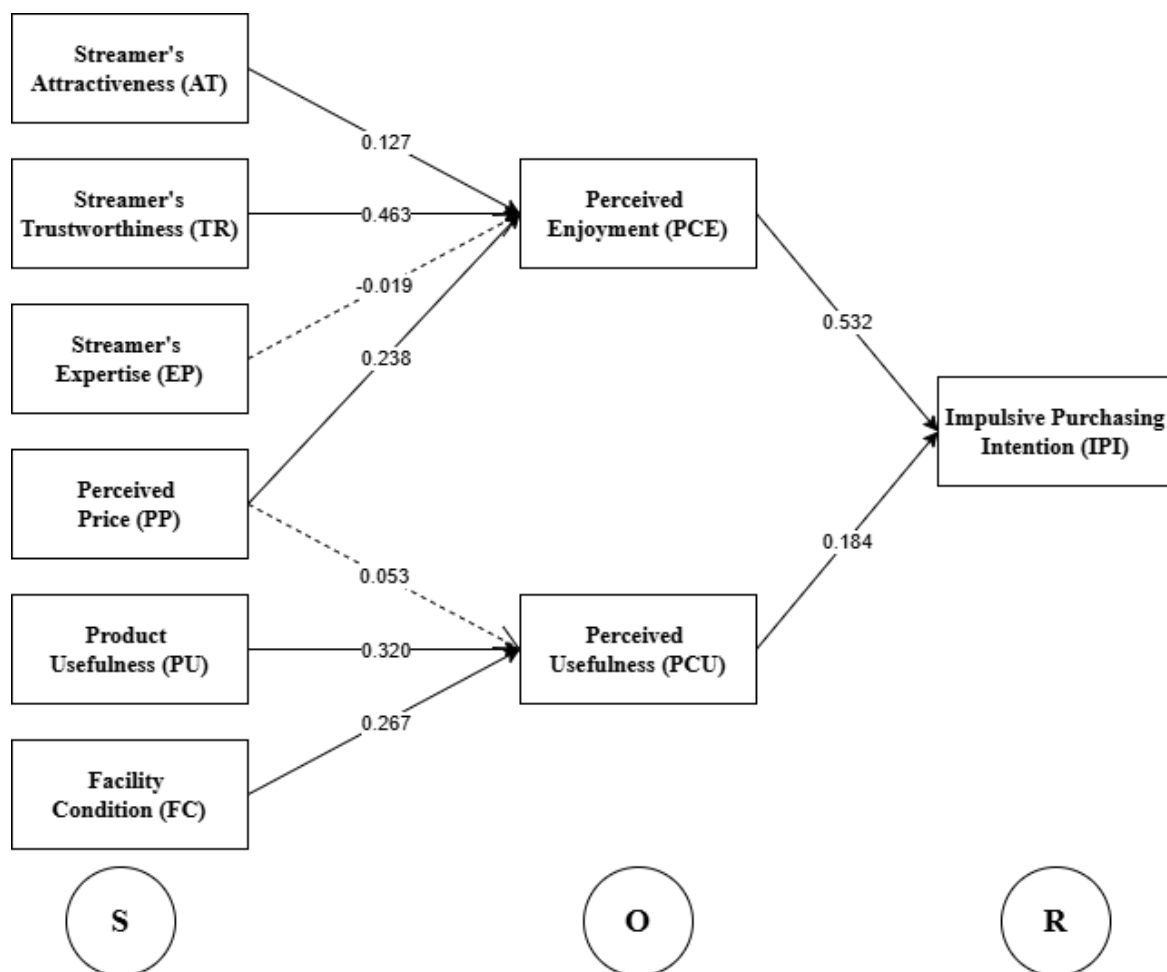 Streamer's
Attractiveness (AT)
0.127
Streamer's
Trustworthiness (TR)
0.463
Perceived
Enjoyment (PCE)
-0.019
Streamer's
Expertise (EP)
0.238
0.532
Impulsive Purchasing
Intention (IPI)
Perceived
Price (PP)
0.053
0.184
Product
Usefulness (PU)
0.320
Perceived
Usefulness (PCU)
0.267
Facility
Condition (FC)
S
O
R